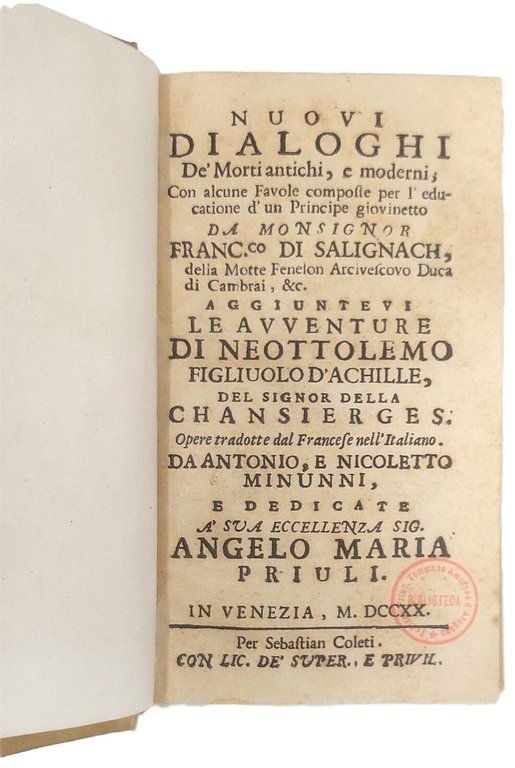 NUOVI
DIALOGHI
De' Morti antichi, e moderni;
Con alcune Favole compoſte per l' edu-
catione d' un Principe giovinetto
DA MONSIGNOR
FRANC.co DI SALIGNACH,
della Motte Fenelon Arciveſcovo Duca
di Cambrai, &c.
AGGIUNTEVI
LE AVVENTURE
DI NEOTTOLEMO
FIGLIUOLO D'ACHILLE,
DEL SIGNOR DELLA
CHANSIERGES.
Opere tradotte dal Franceſe nell' Italiano.
DA ANTONIO, E NICOLETTO
MINUNNI,
E DEDICATE
A' SUA ECCELLENZA SIG.
ANGELO MARIA
PRIULI.
IN VENEZIA, M. DCCXX.
Per Sebaſtian Coleti.
CON LIC. DE' SUPER., E PRIVIL.
BIBLIOTECA